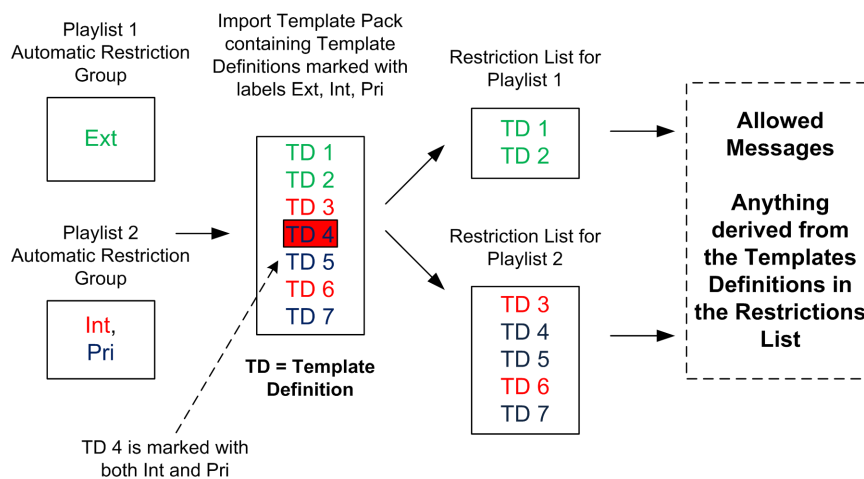 Playlist 1
Automatic Restriction
Group
Ext
Playlist 2
Automatic Restriction
Group
Int,
Pri
Import Template Pack
containing Template
Definitions marked with
labels Ext, Int, Pri
TD 1
TD 2
TD 3
TD 4
TD 5
TD 6
TD 7
TD = Template
Definition
TD 4 is marked with
both Int and Pri
Restriction List for
Playlist 1
TD 1
TD 2
Restriction List for
Playlist 2
TD 3
TD 4
TD 5
TD 6
TD 7
Allowed
Messages
Anything
derived from
the Templates
Definitions in
the Restrictions
List